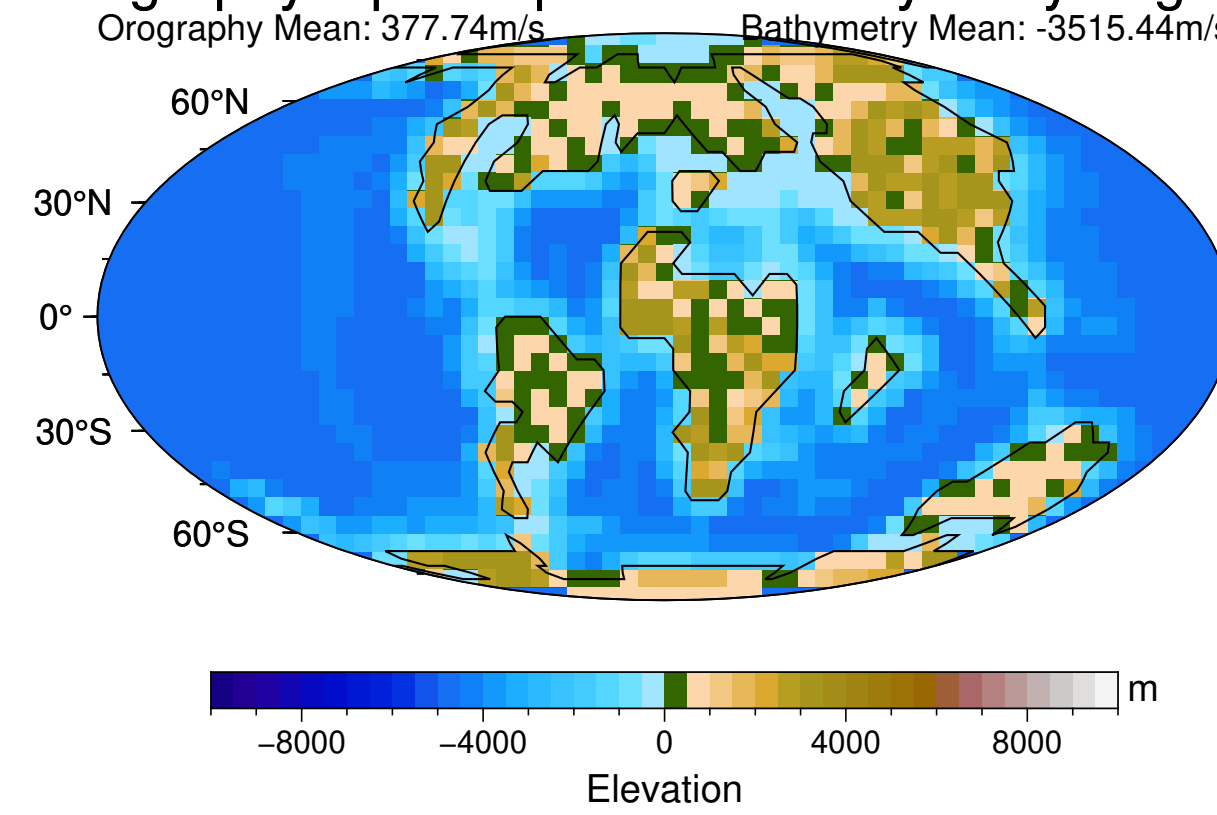 Orography Mean: 377.74m/s Bathymetry Mean: -3515.44m/s
60°N
30°N
0°
30°S
60°S
m
−8000 −4000 0 4000 8000
Elevation